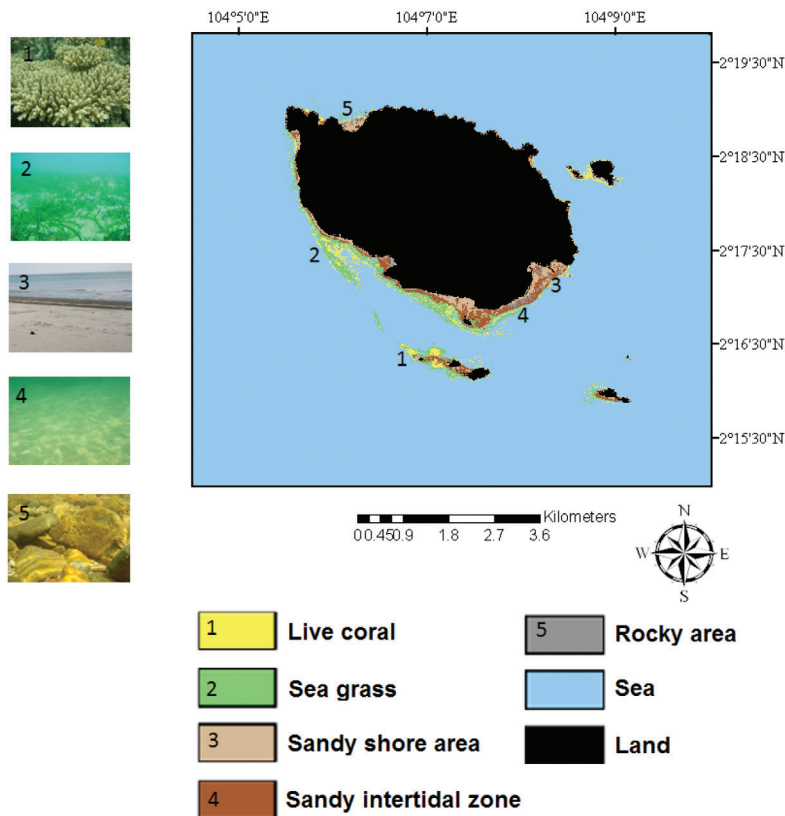 104°5'0"E 104°7'0"E 104°9'0"E
1
2
3
4
5
2°19'30"N
2°18'30"N
2°17'30"N
2°16'30"N
2°15'30"N
5
2
3
4
1
Kilometers
0 0.45 0.9 1.8 2.7 3.6
N
W E
S
1 Live coral
2 Sea grass
3 Sandy shore area
4 Sandy intertidal zone
5 Rocky area
Sea
Land